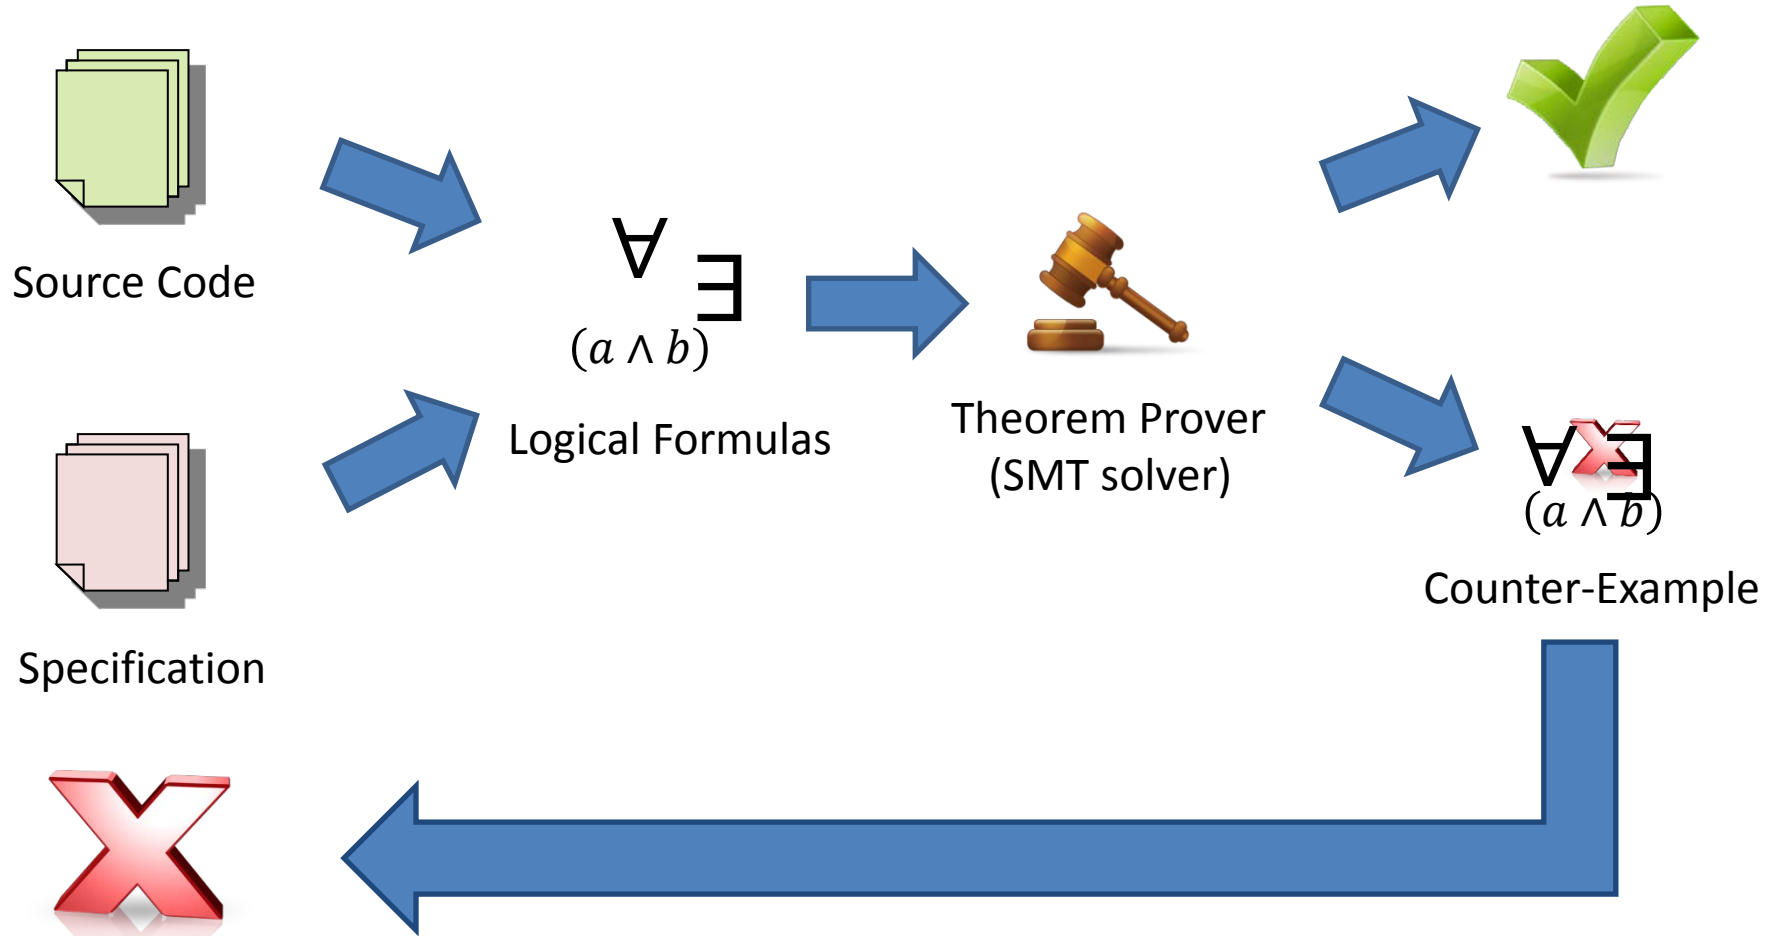 Source Code
∀
∃
(a ∧ b)
Logical Formulas
Theorem Prover
(SMT solver)
∀ ∃
(a ∧ b)
Counter-Example
Specification